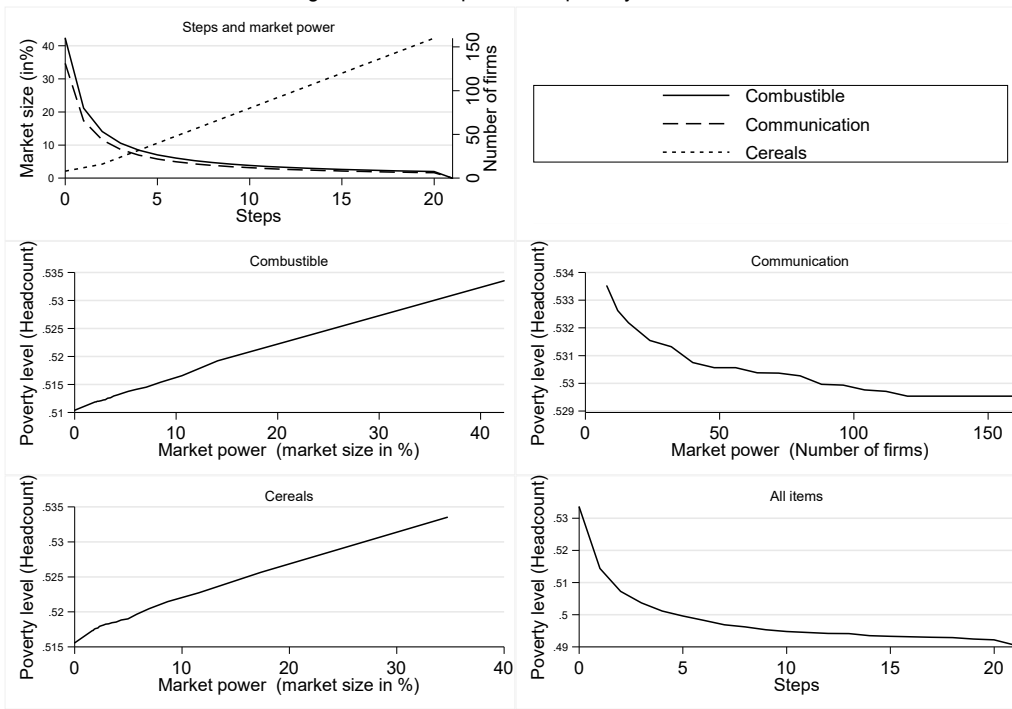 Steps and market power
Market size (in%)
40
30
20
10
0
150
100
50
0
Number of firms
0 5 10 15 20
Steps
Combustible
Communication
Cereals
Combustible
Poverty level (Headcount)
.535
.53
.525
.52
.515
.51
0 10 20 30 40
Market power (market size in %)
Communication
Poverty level (Headcount)
.534
.533
.532
.531
.53
.529
0 50 100 150
Market power (Number of firms)
Cereals
Poverty level (Headcount)
.535
.53
.525
.52
.515
0 10 20 30 40
Market power (market size in %)
All items
Poverty level (Headcount)
.53
.52
.51
.5
.49
0 5 10 15 20
Steps